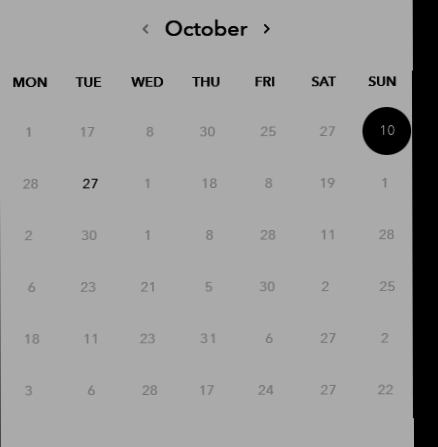 ‹ October ›
MON TUE WED THU FRI SAT SUN
1 17 8 30 25 27 10
28 27 1 18 8 19 1
2 30 1 8 28 11 28
6 23 21 5 30 2 25
18 11 23 31 6 27 2
3 6 28 17 24 27 22